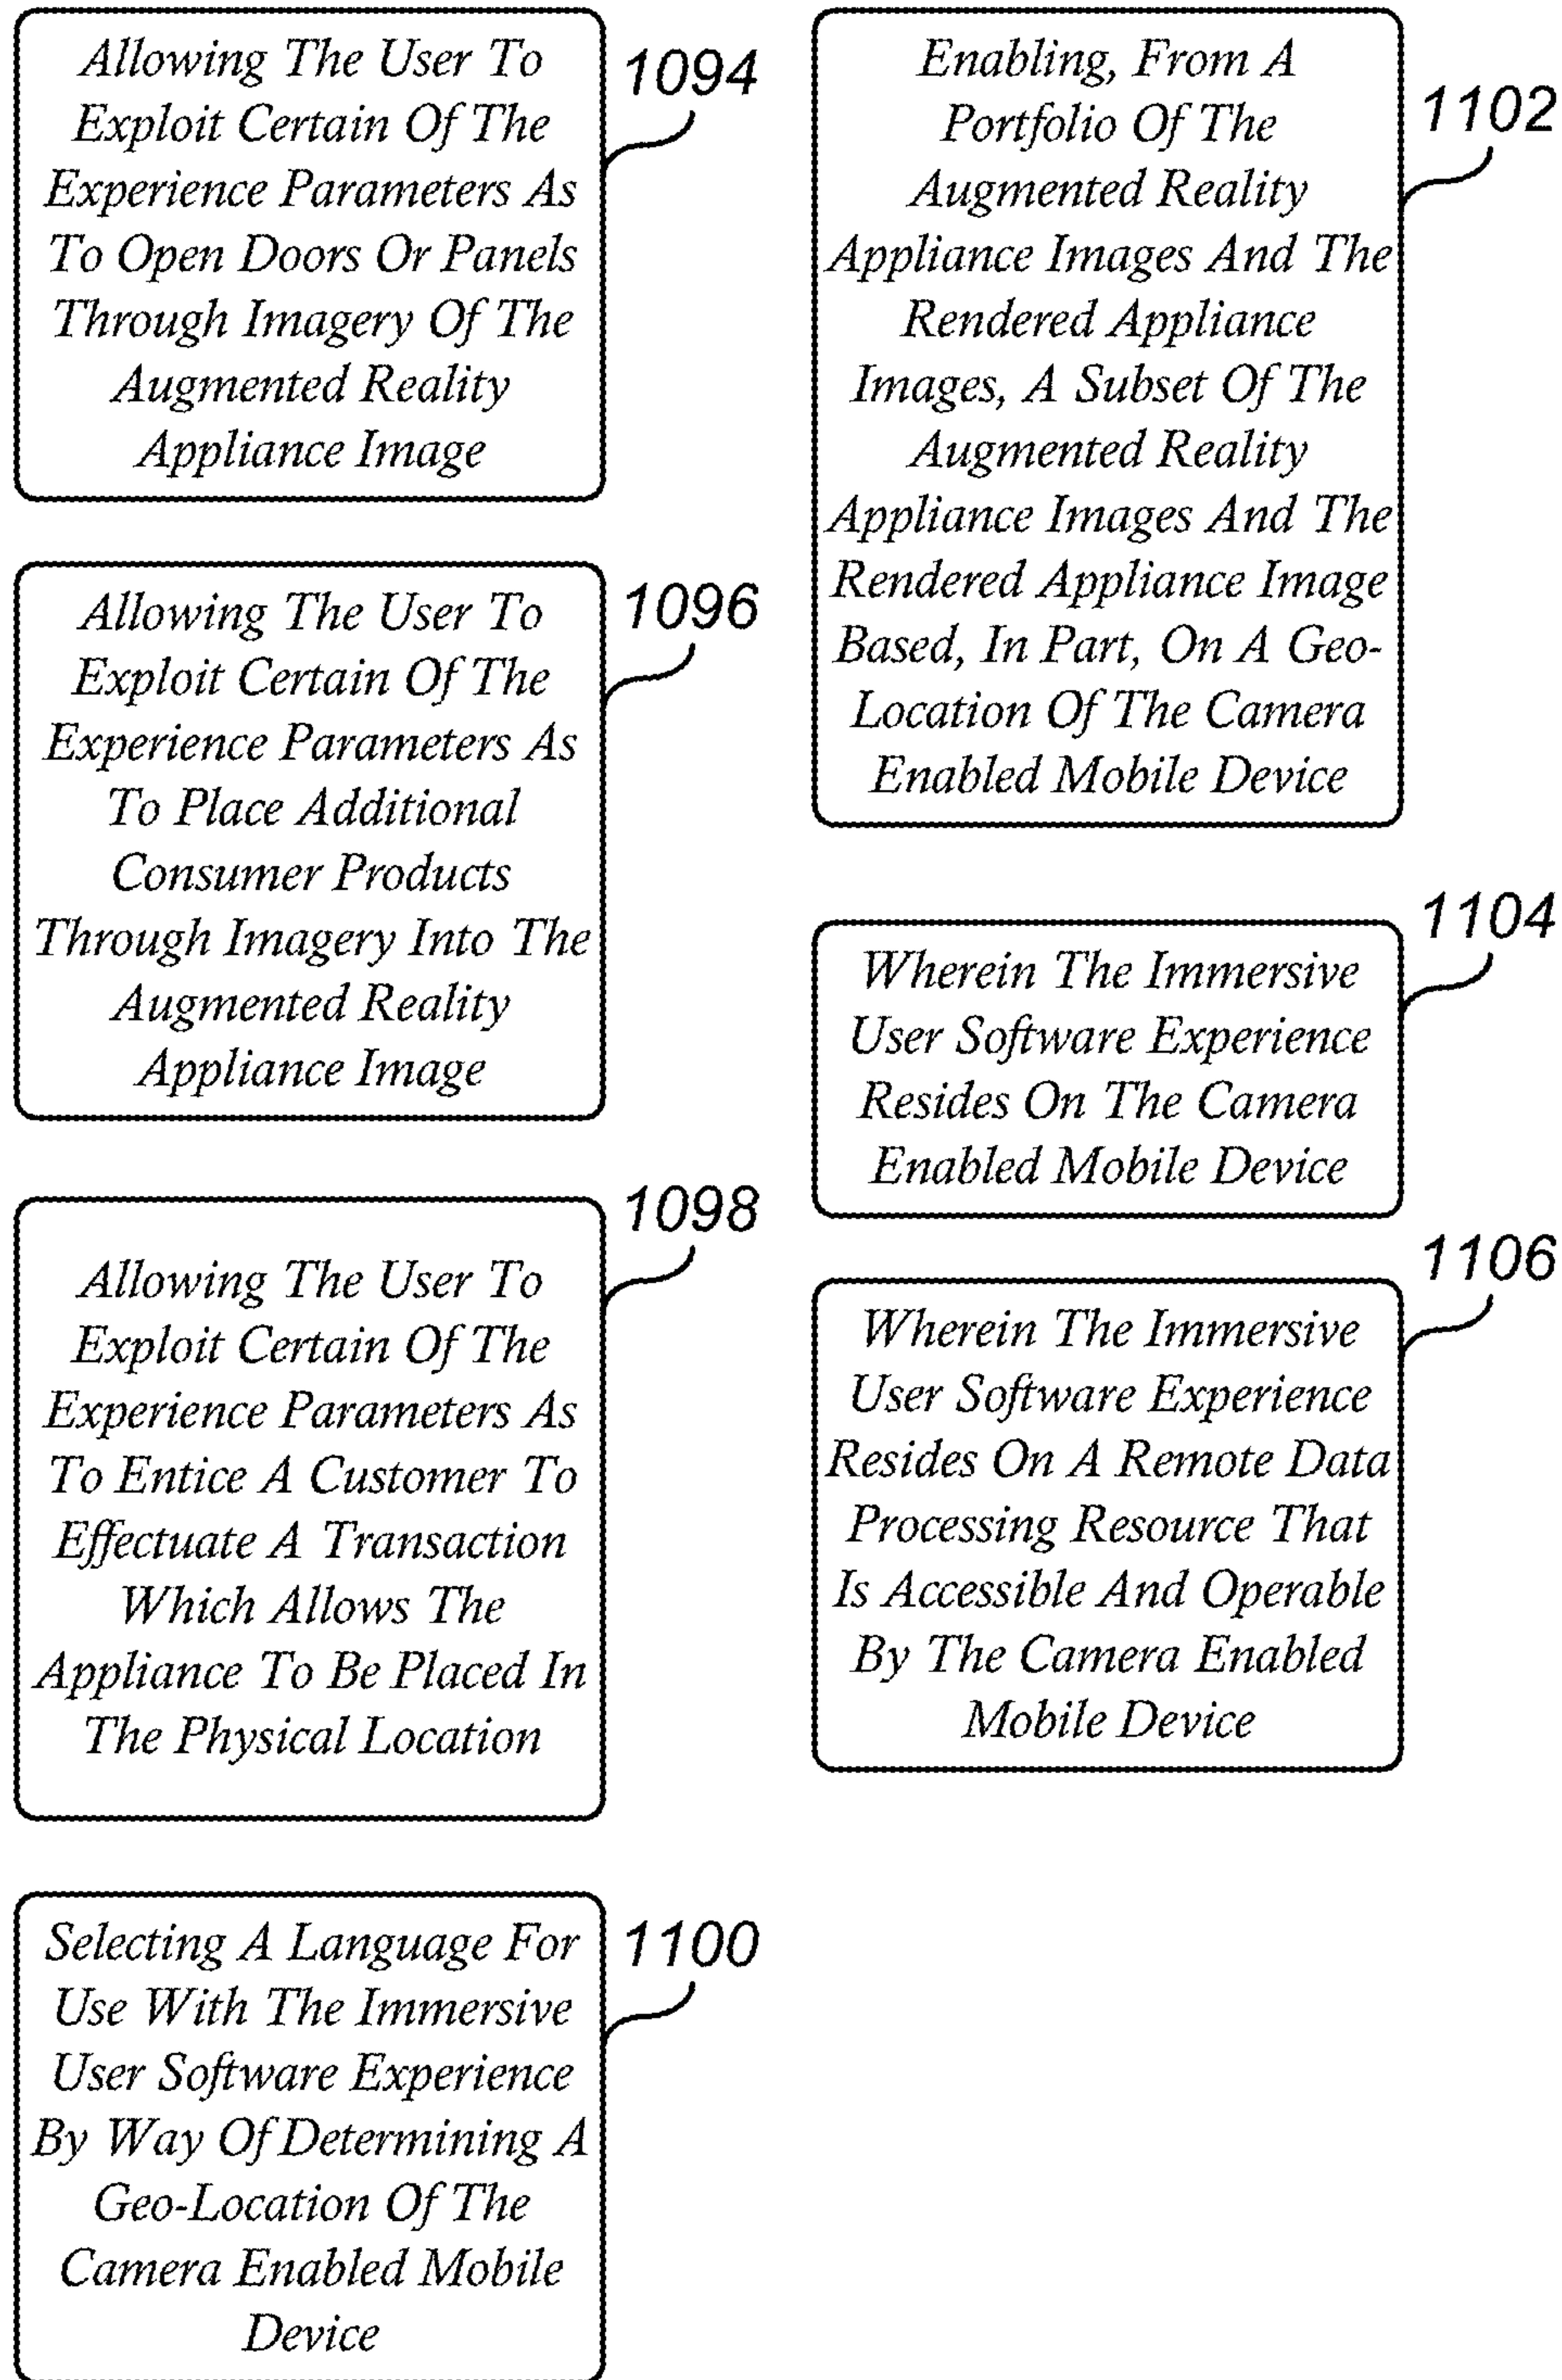 Allowing The User To
Exploit Certain Of The
Experience Parameters As
To Open Doors Or Panels
Through Imagery Of The
Augmented Reality
Appliance Image
1094
Allowing The User To
Exploit Certain Of The
Experience Parameters As
To Place Additional
Consumer Products
Through Imagery Into The
Augmented Reality
Appliance Image
1096
Allowing The User To
Exploit Certain Of The
Experience Parameters As
To Entice A Customer To
Effectuate A Transaction
Which Allows The
Appliance To Be Placed In
The Physical Location
1098
Selecting A Language For
Use With The Immersive
User Software Experience
By Way Of Determining A
Geo-Location Of The
Camera Enabled Mobile
Device
1100
Enabling, From A
Portfolio Of The
Augmented Reality
Appliance Images And The
Rendered Appliance
Images, A Subset Of The
Augmented Reality
Appliance Images And The
Rendered Appliance Image
Based, In Part, On A Geo-
Location Of The Camera
Enabled Mobile Device
1102
Wherein The Immersive
User Software Experience
Resides On The Camera
Enabled Mobile Device
1104
Wherein The Immersive
User Software Experience
Resides On A Remote Data
Processing Resource That
Is Accessible And Operable
By The Camera Enabled
Mobile Device
1106